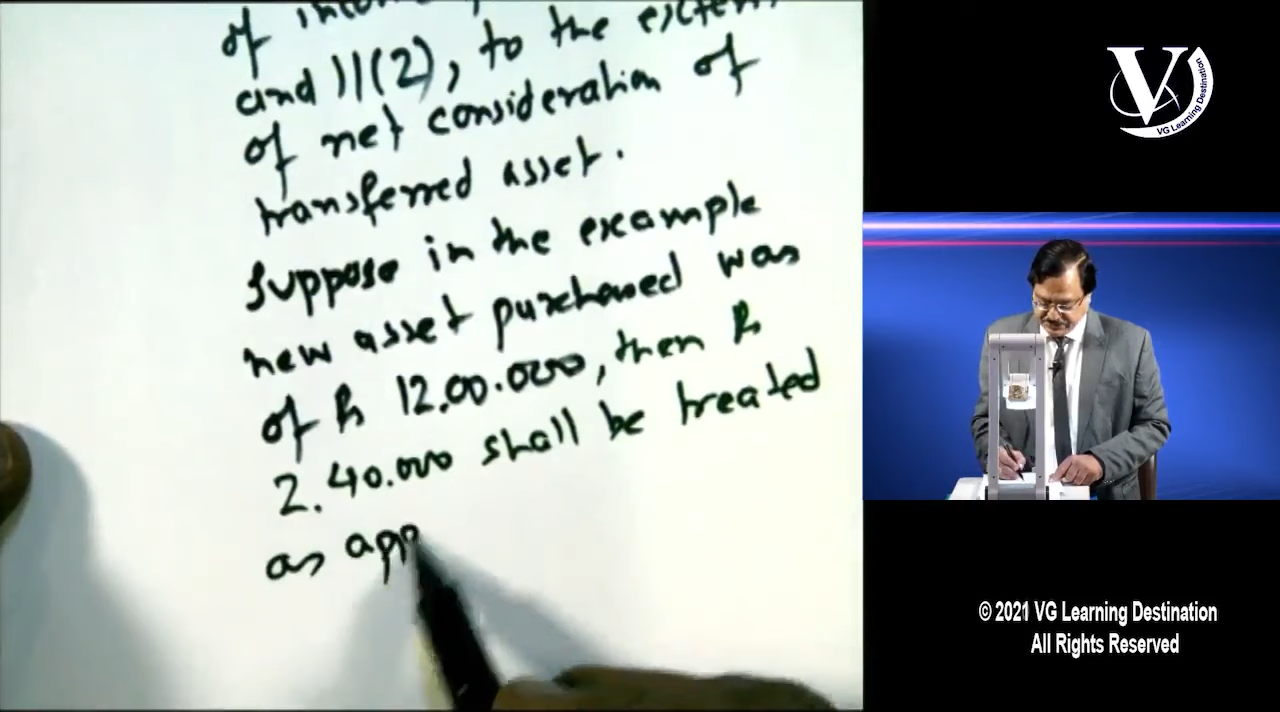 of
and 11(2), to the extent
of net consideration of
transferred asset.
suppose in the example
new asset purchased was
of Rs 12,00,000, then Rs
2,40,000 shall be treated
as app
V
VG Learning Destination
© 2021 VG Learning Destination
All Rights Reserved